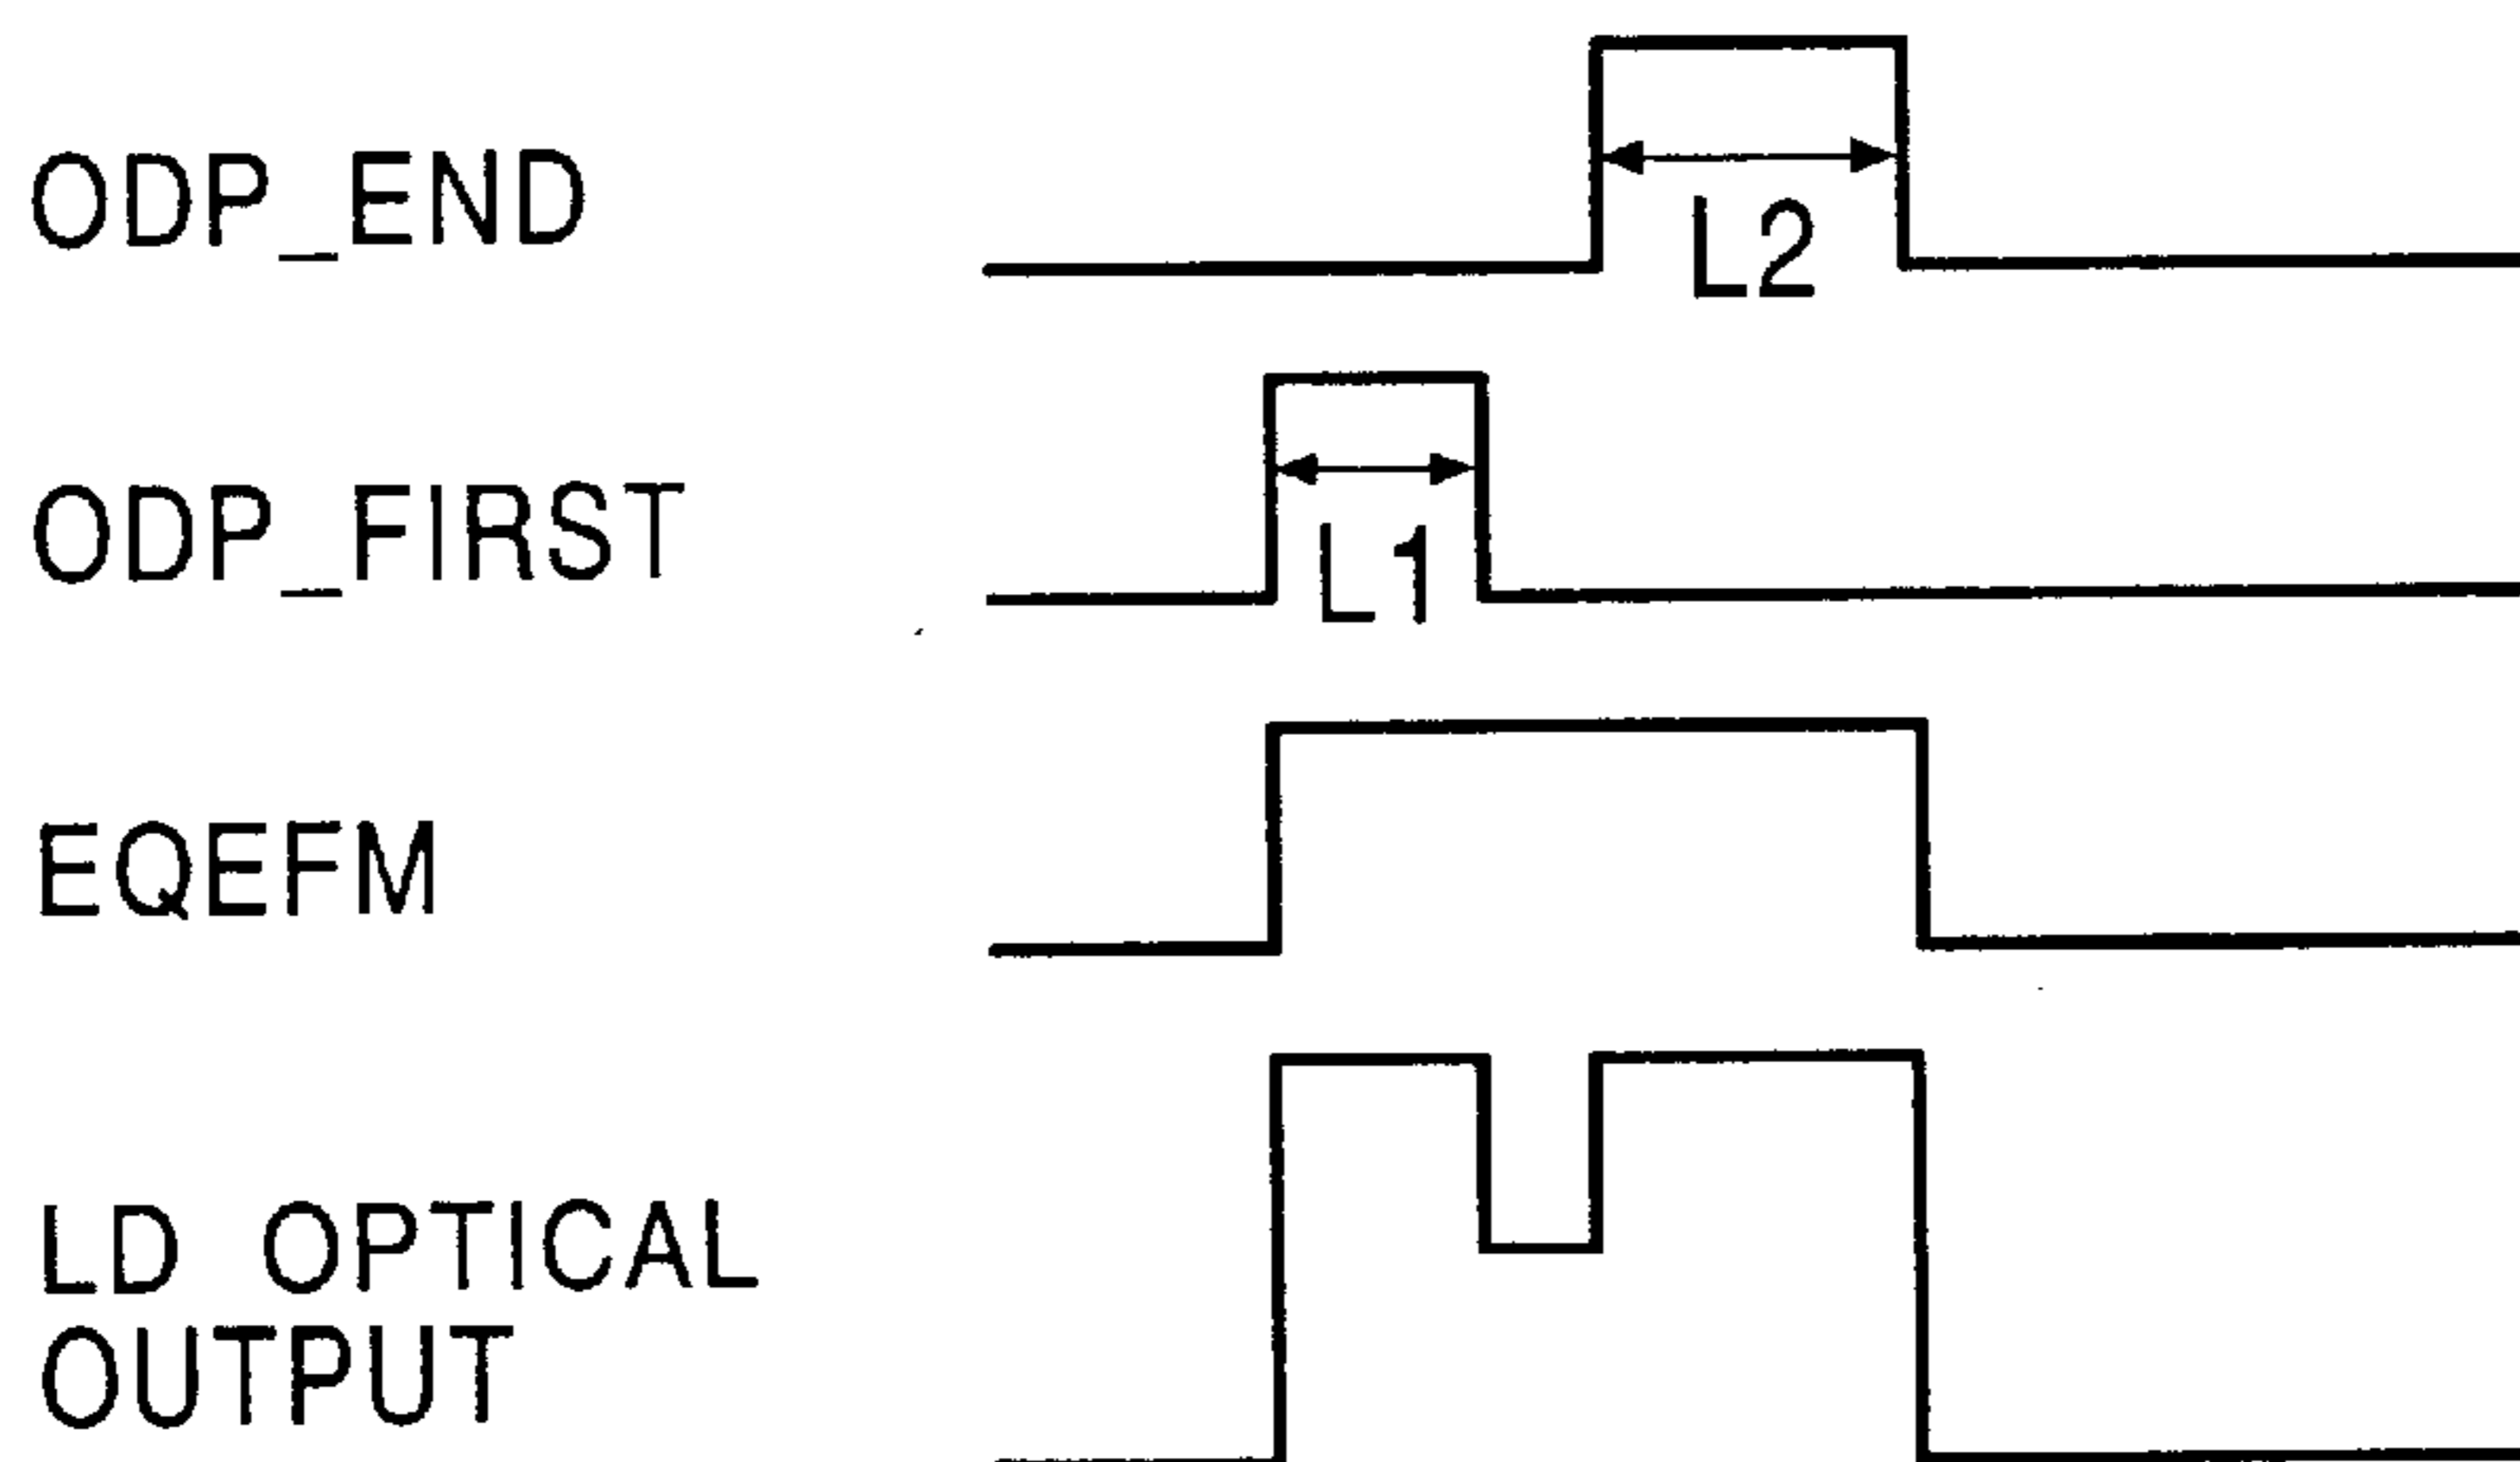 ODP_END
L2
ODP_FIRST
L1
EQEFM
LD OPTICAL
OUTPUT